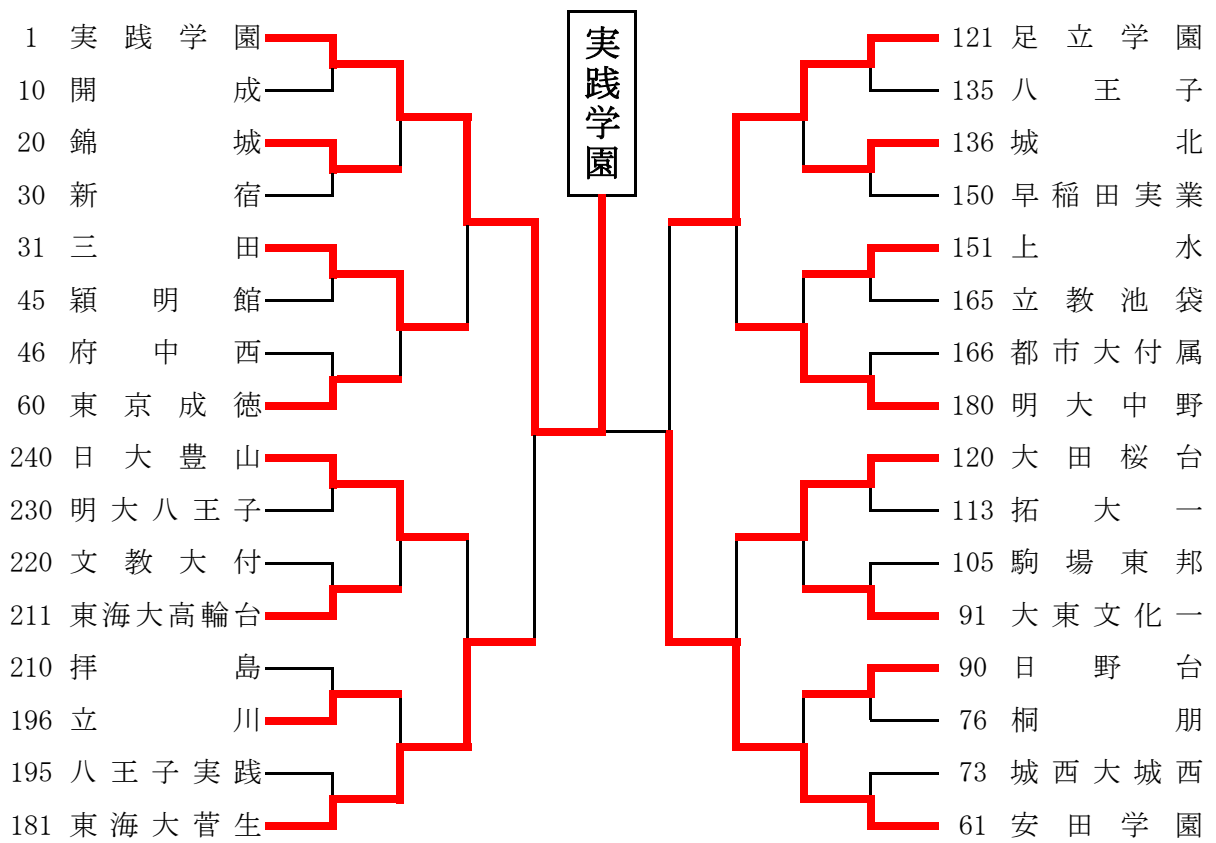 実践学園
1 実践学園
10 開成
20 錦城
30 新宿
31 三田
45 穎明館
46 府中西
60 東京成徳
240 日大豊山
230 明大八王子
220 文教大付
211 東海大高輪台
210 拝島
196 立川
195 八王子実践
181 東海大菅生
121 足立学園
135 八王子
136 城北
150 早稲田実業
151 上水
165 立教池袋
166 都市大付属
180 明大中野
120 大田桜台
113 拓大一
105 駒場東邦
91 大東文化一
90 日野台
76 桐朋
73 城西大城西
61 安田学園